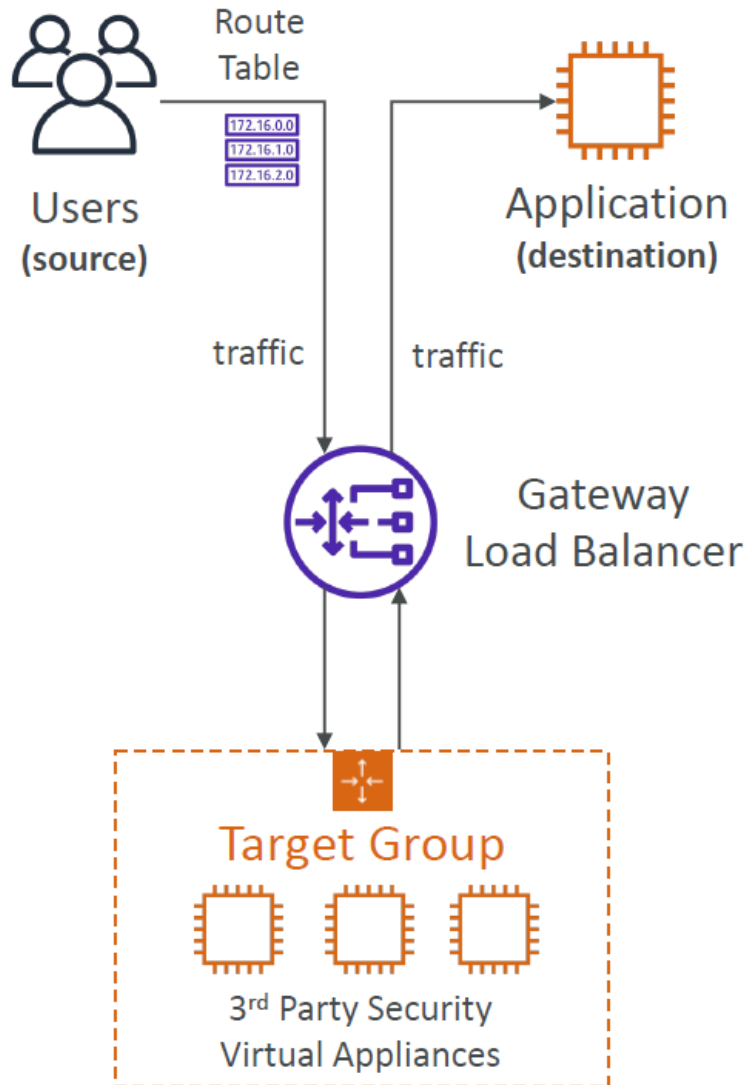 Route
Table
172.16.0.0
172.16.1.0
172.16.2.0
Users
(source)
Application
(destination)
traffic
traffic
Gateway
Load Balancer
Target Group
3rd Party Security
Virtual Appliances